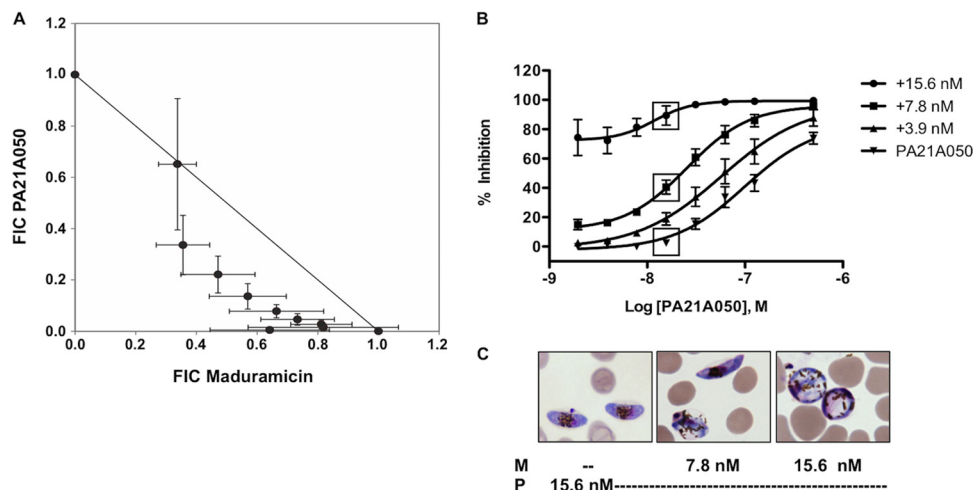 A
1.2
1.0
0.8
0.6
0.4
0.2
0.0
FIC PA21A050
0.0 0.2 0.4 0.6 0.8 1.0 1.2
FIC Maduramicin
B
120
100
80
60
40
20
0
% Inhibition
-9 -8 -7 -6
Log [PA21A050], M
+15.6 nM
+7.8 nM
+3.9 nM
PA21A050
C
M -- 7.8 nM 15.6 nM
P 15.6 nM--------------------------------